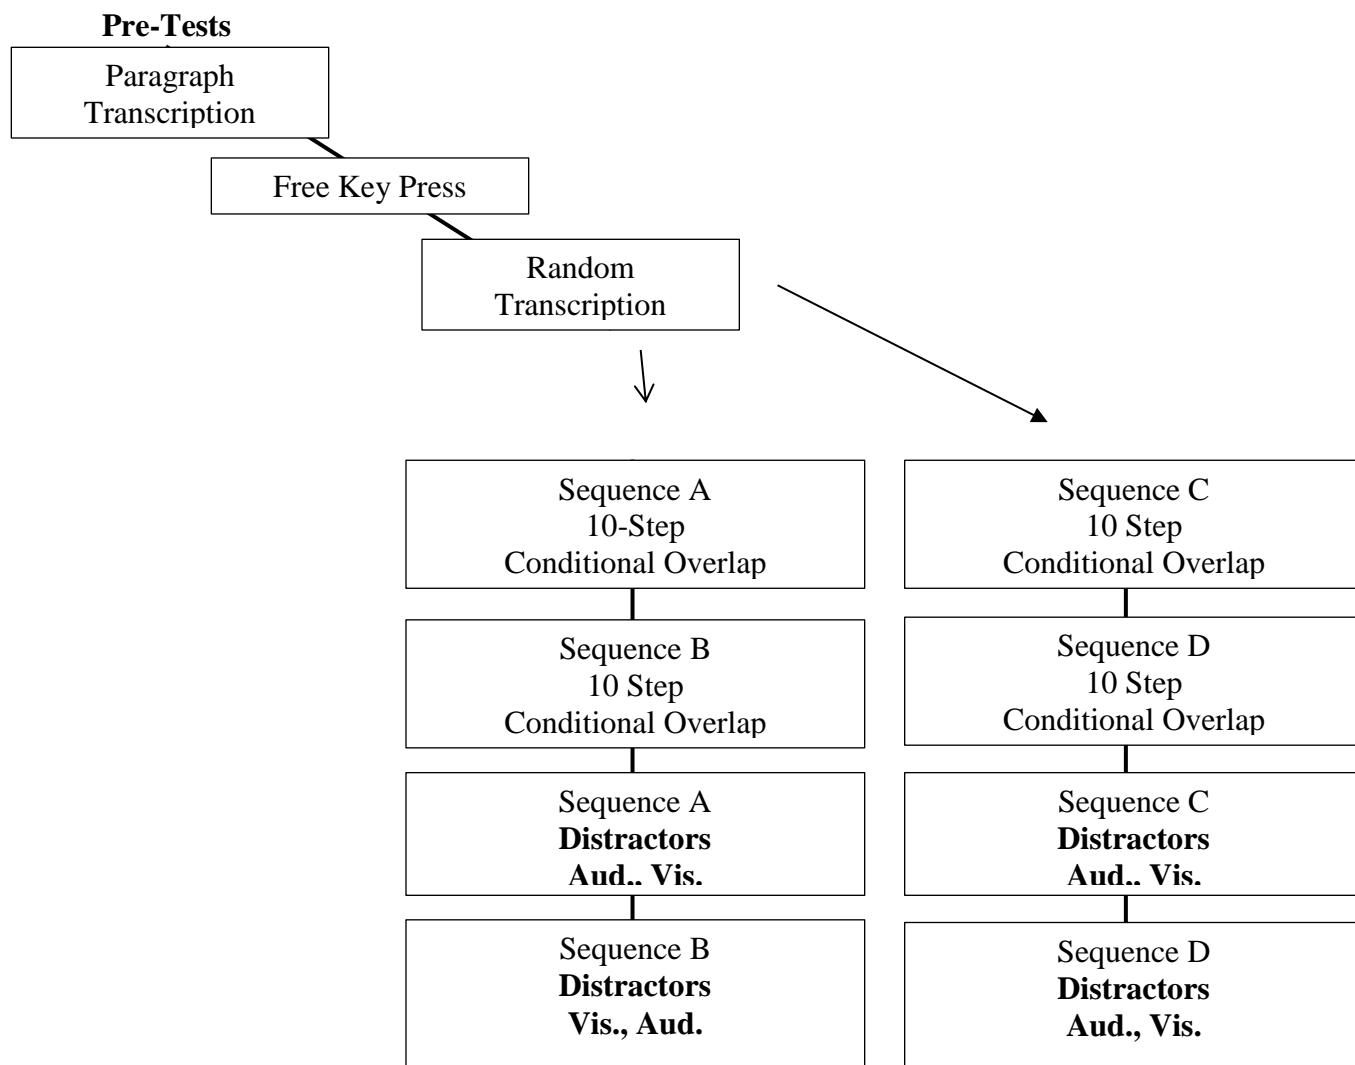 Pre-Tests
Paragraph
Transcription
Free Key Press
Random
Transcription
Sequence A
10-Step
Conditional Overlap
Sequence B
10 Step
Conditional Overlap
Sequence A
Distractors
Aud., Vis.
Sequence B
Distractors
Vis., Aud.
Sequence C
10 Step
Conditional Overlap
Sequence D
10 Step
Conditional Overlap
Sequence C
Distractors
Aud., Vis.
Sequence D
Distractors
Aud., Vis.